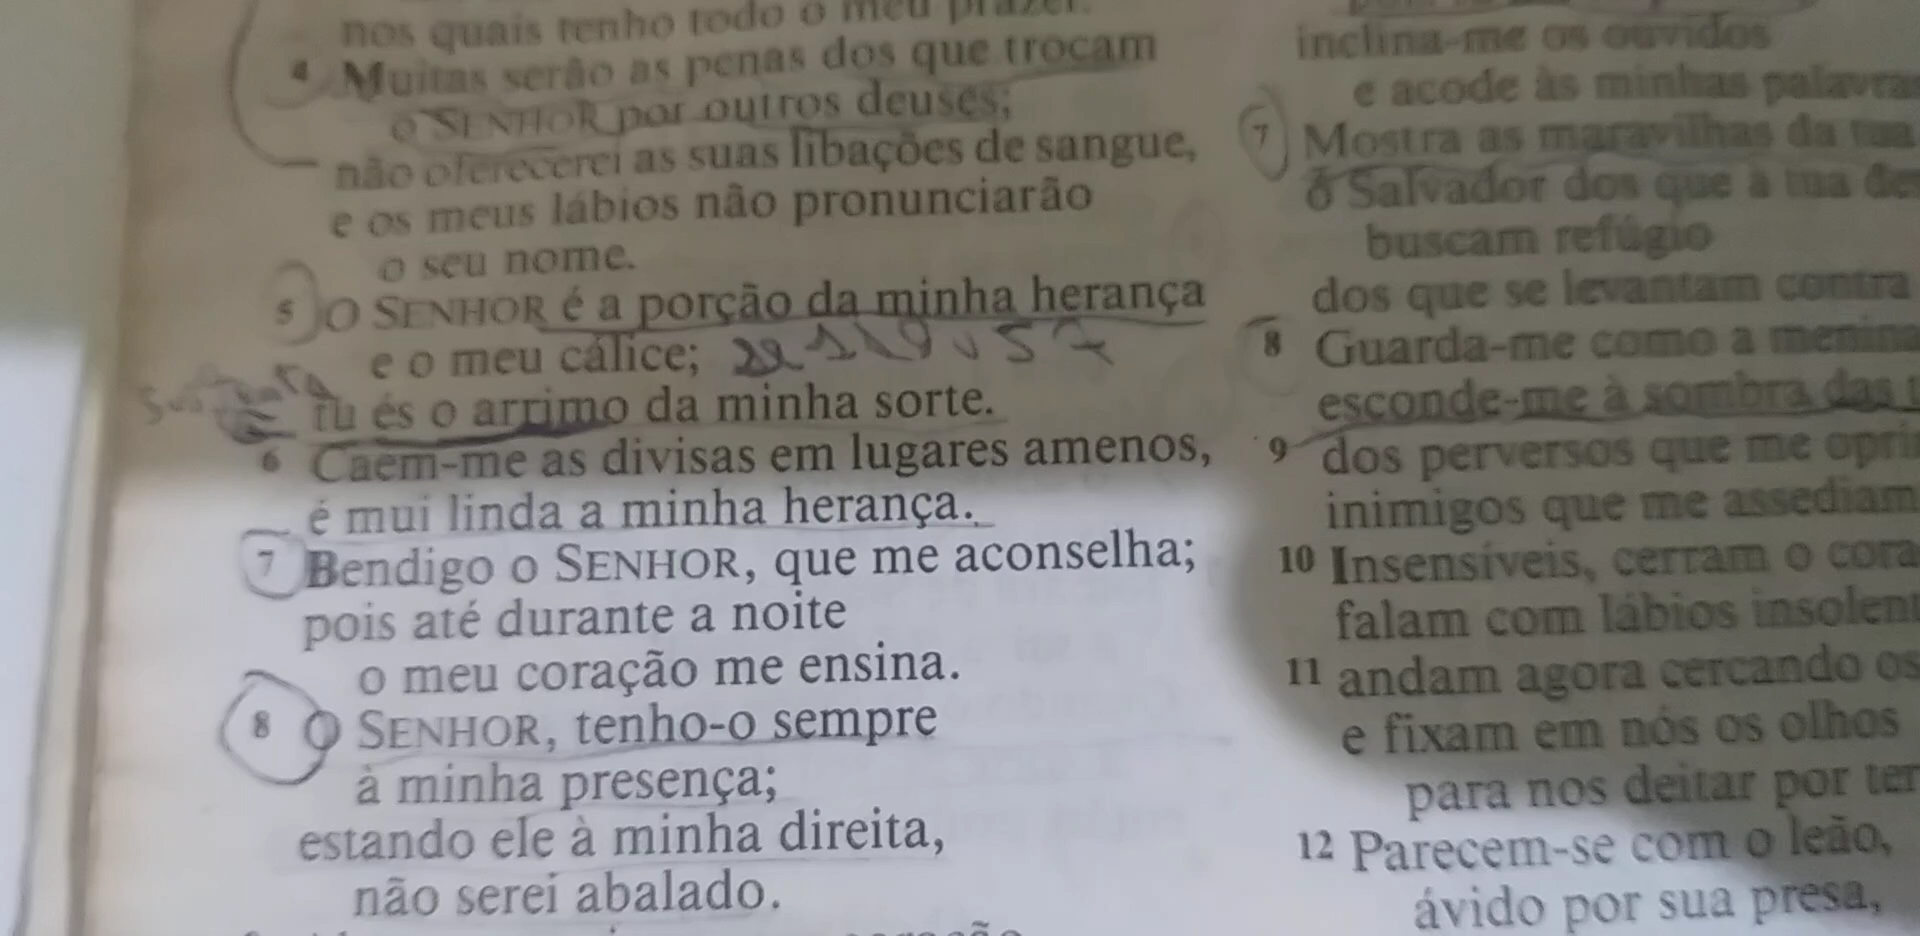 nos quais tenho todo o meu prazer.
4 Muitas serão as penas dos que trocam
o SENHOR por outros deuses;
não oferecerei as suas libações de sangue,
e os meus lábios não pronunciarão
o seu nome.
5 O SENHOR é a porção da minha herança
e o meu cálice;
tu és o arrimo da minha sorte.
6 Caem-me as divisas em lugares amenos,
é mui linda a minha herança.
7 Bendigo o SENHOR, que me aconselha;
pois até durante a noite
o meu coração me ensina.
8 O SENHOR, tenho-o sempre
à minha presença;
estando ele à minha direita,
não serei abalado.
inclina-me os ouvidos
e acode às minhas palavras
7 Mostra as maravilhas da tua
ó Salvador dos que à tua
buscam refúgio
dos que se levantam contra
8 Guarda-me como a menina
esconde-me à sombra das
9 dos perversos que me
inimigos que me assediam
10 Insensíveis, cerram o
falam com lábios
11 andam agora cercando os
e fixam em nós os olhos
para nos deitar por
12 Parecem-se com o leão,
ávido por sua presa,